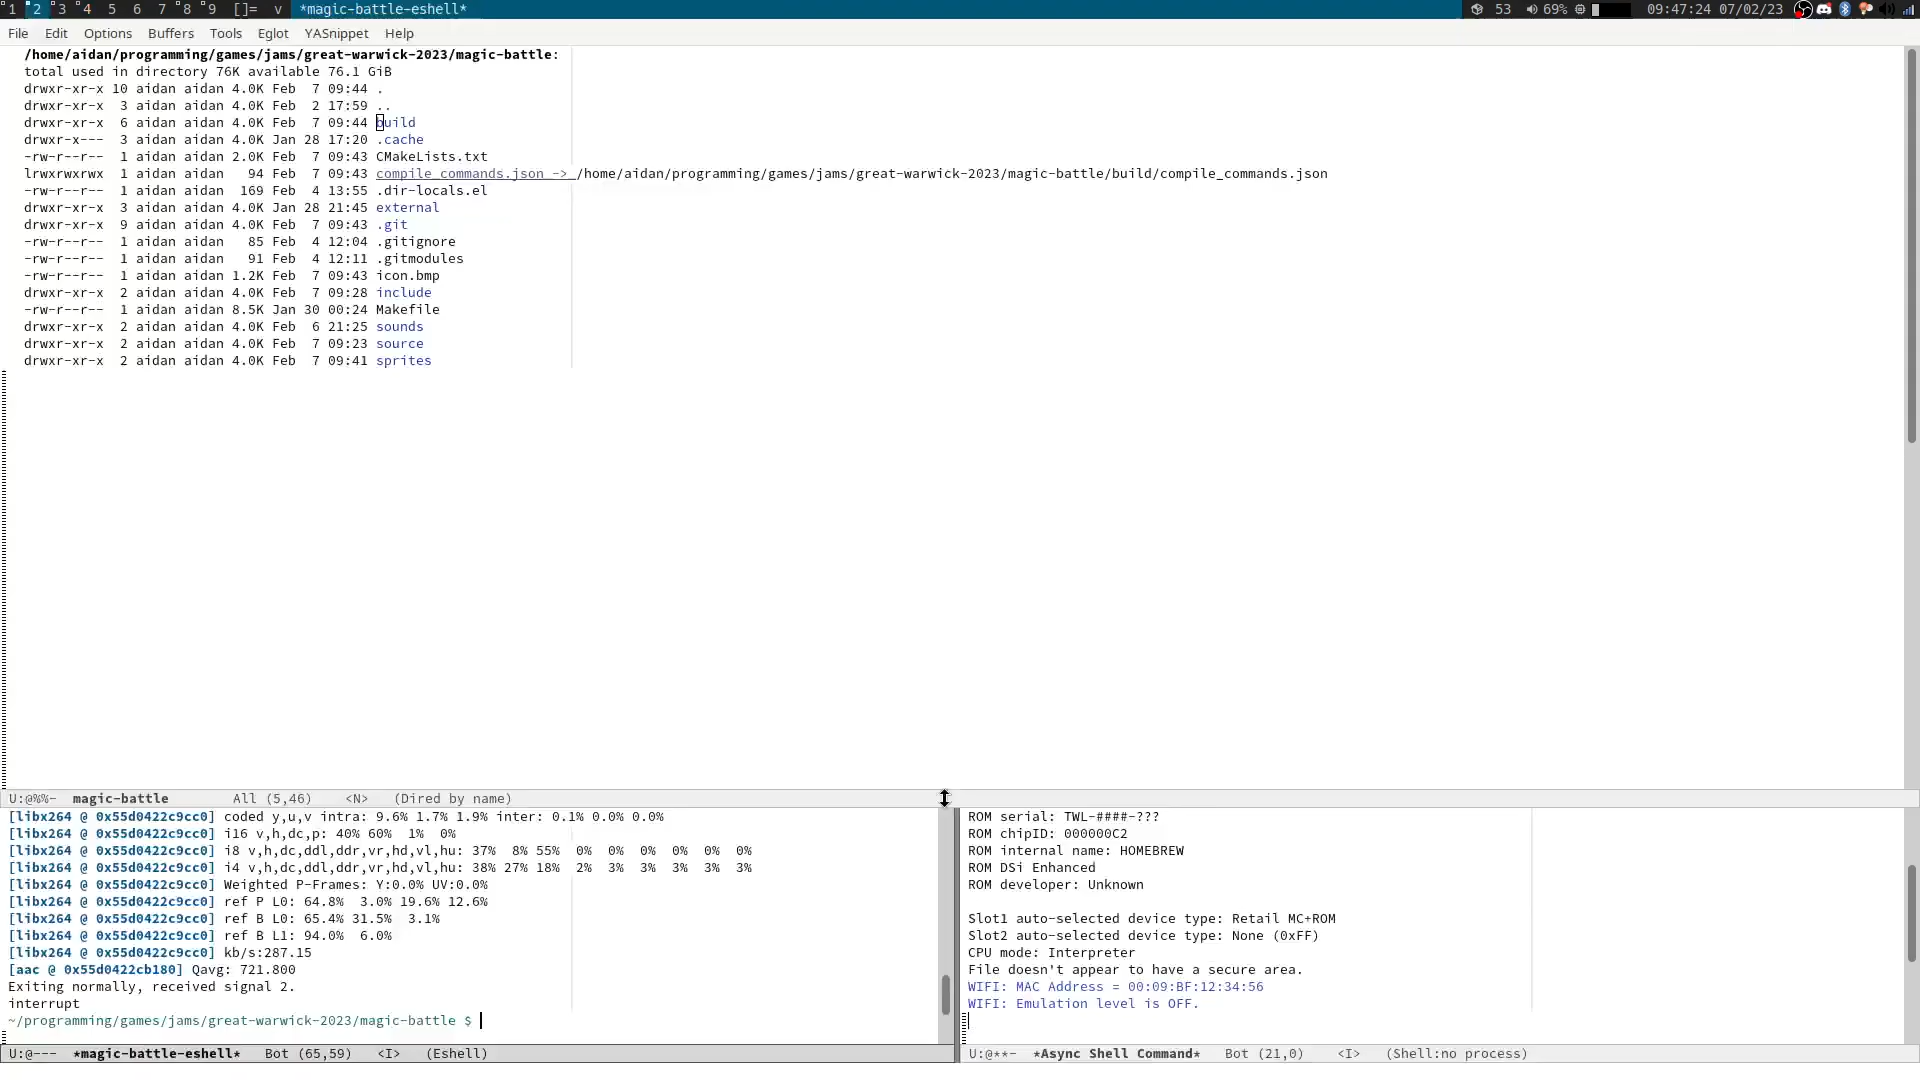 1 2 3 4 5 6 7 8 9 []= v *magic-battle-eshell* 53 69% 09:47:24 07/02/23
File Edit Options Buffers Tools Eglot YASnippet Help
/home/aidan/programming/games/jams/great-warwick-2023/magic-battle:
total used in directory 76K available 76.1 GiB
drwxr-xr-x 10 aidan aidan 4.0K Feb  7 09:44 .
drwxr-xr-x  3 aidan aidan 4.0K Feb  2 17:59 ..
drwxr-xr-x  6 aidan aidan 4.0K Feb  7 09:44 build
drwxr-x---  3 aidan aidan 4.0K Jan 28 17:20 .cache
-rw-r--r--  1 aidan aidan 2.0K Feb  7 09:43 CMakeLists.txt
lrwxrwxrwx  1 aidan aidan   94 Feb  7 09:43 compile_commands.json -> /home/aidan/programming/games/jams/great-warwick-2023/magic-battle/build/compile_commands.json
-rw-r--r--  1 aidan aidan  169 Feb  4 13:55 .dir-locals.el
drwxr-xr-x  3 aidan aidan 4.0K Jan 28 21:45 external
drwxr-xr-x  9 aidan aidan 4.0K Feb  7 09:43 .git
-rw-r--r--  1 aidan aidan   85 Feb  4 12:04 .gitignore
-rw-r--r--  1 aidan aidan   91 Feb  4 12:11 .gitmodules
-rw-r--r--  1 aidan aidan 1.2K Feb  7 09:43 icon.bmp
drwxr-xr-x  2 aidan aidan 4.0K Feb  7 09:28 include
-rw-r--r--  1 aidan aidan 8.5K Jan 30 00:24 Makefile
drwxr-xr-x  2 aidan aidan 4.0K Feb  6 21:25 sounds
drwxr-xr-x  2 aidan aidan 4.0K Feb  7 09:23 source
drwxr-xr-x  2 aidan aidan 4.0K Feb  7 09:41 sprites
U:@%%-  magic-battle        All (5,46)    <N>   (Dired by name)
[libx264 @ 0x55d0422c9cc0] coded y,u,v intra: 9.6% 1.7% 1.9% inter: 0.1% 0.0% 0.0%
[libx264 @ 0x55d0422c9cc0] i16 v,h,dc,p: 40% 60%  1%  0%
[libx264 @ 0x55d0422c9cc0] i8 v,h,dc,ddl,ddr,vr,hd,vl,hu: 37%  8% 55%  0%  0%  0%  0%  0%  0%
[libx264 @ 0x55d0422c9cc0] i4 v,h,dc,ddl,ddr,vr,hd,vl,hu: 38% 27% 18%  2%  3%  3%  3%  3%  3%
[libx264 @ 0x55d0422c9cc0] Weighted P-Frames: Y:0.0% UV:0.0%
[libx264 @ 0x55d0422c9cc0] ref P L0: 64.8%  3.0% 19.6% 12.6%
[libx264 @ 0x55d0422c9cc0] ref B L0: 65.4% 31.5%  3.1%
[libx264 @ 0x55d0422c9cc0] ref B L1: 94.0%  6.0%
[libx264 @ 0x55d0422c9cc0] kb/s:287.15
[aac @ 0x55d0422cb180] Qavg: 721.800
Exiting normally, received signal 2.
interrupt
~/programming/games/jams/great-warwick-2023/magic-battle $
U:@---  *magic-battle-eshell*   Bot (65,59)   <I>   (Eshell)
ROM serial: TWL-####-???
ROM chipID: 000000C2
ROM internal name: HOMEBREW
ROM DSi Enhanced
ROM developer: Unknown
Slot1 auto-selected device type: Retail MC+ROM
Slot2 auto-selected device type: None (0xFF)
CPU mode: Interpreter
File doesn't appear to have a secure area.
WIFI: MAC Address = 00:09:BF:12:34:56
WIFI: Emulation level is OFF.
U:@**-  *Async Shell Command*   Bot (21,0)    <I>   (Shell:no process)